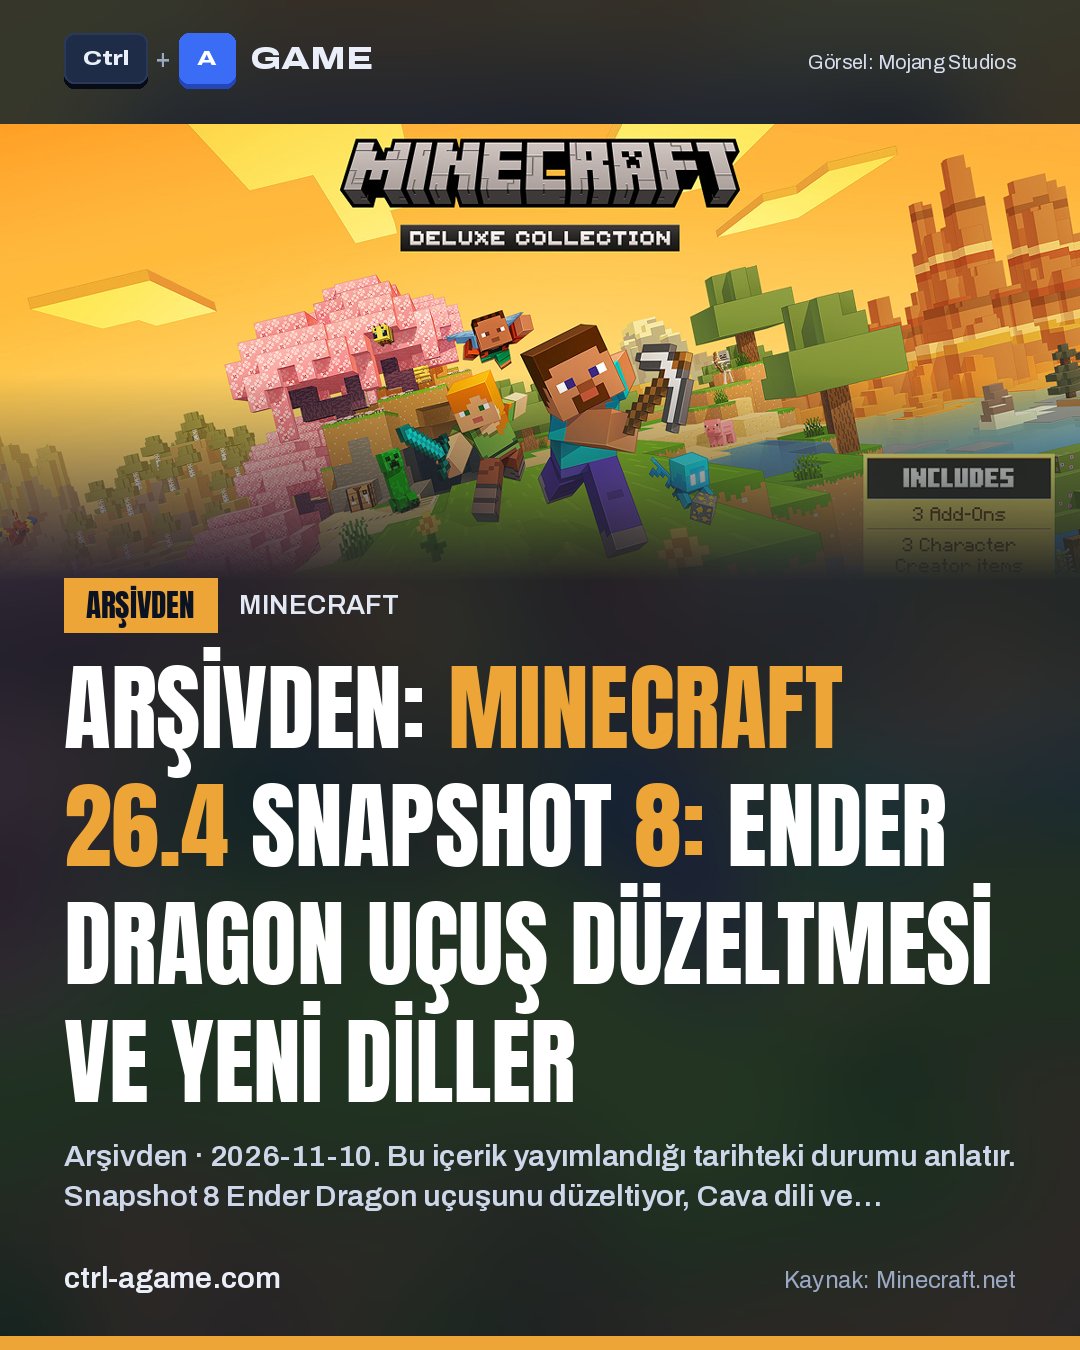 Ctrl + A GAME
Görsel: Mojang Studios
MINECRAFT
DELUXE COLLECTION
INCLUDES
3 Add-Ons
3 Character
Creator items
ARŞİVDEN MINECRAFT
ARŞİVDEN: MINECRAFT
26.4 SNAPSHOT 8: ENDER
DRAGON UÇUŞ DÜZELTMESİ
VE YENİ DİLLER
Arşivden · 2026-11-10. Bu içerik yayımlandığı tarihteki durumu anlatır.
Snapshot 8 Ender Dragon uçuşunu düzeltiyor, Cava dili ve...
ctrl-agame.com
Kaynak: Minecraft.net